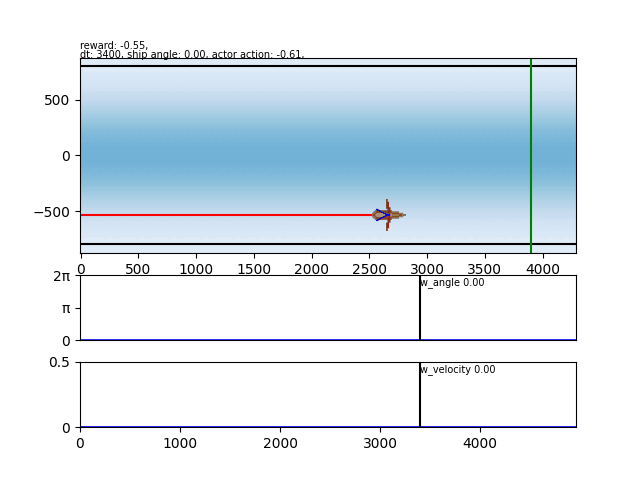 reward: -0.55,
dt: 3400, ship angle: 0.00, actor action: -0.61,
500
0
−500
0 500 1000 1500 2000 2500 3000 3500 4000
2π
π
0
w_angle 0.00
0.5
0
w_velocity 0.00
0 1000 2000 3000 4000